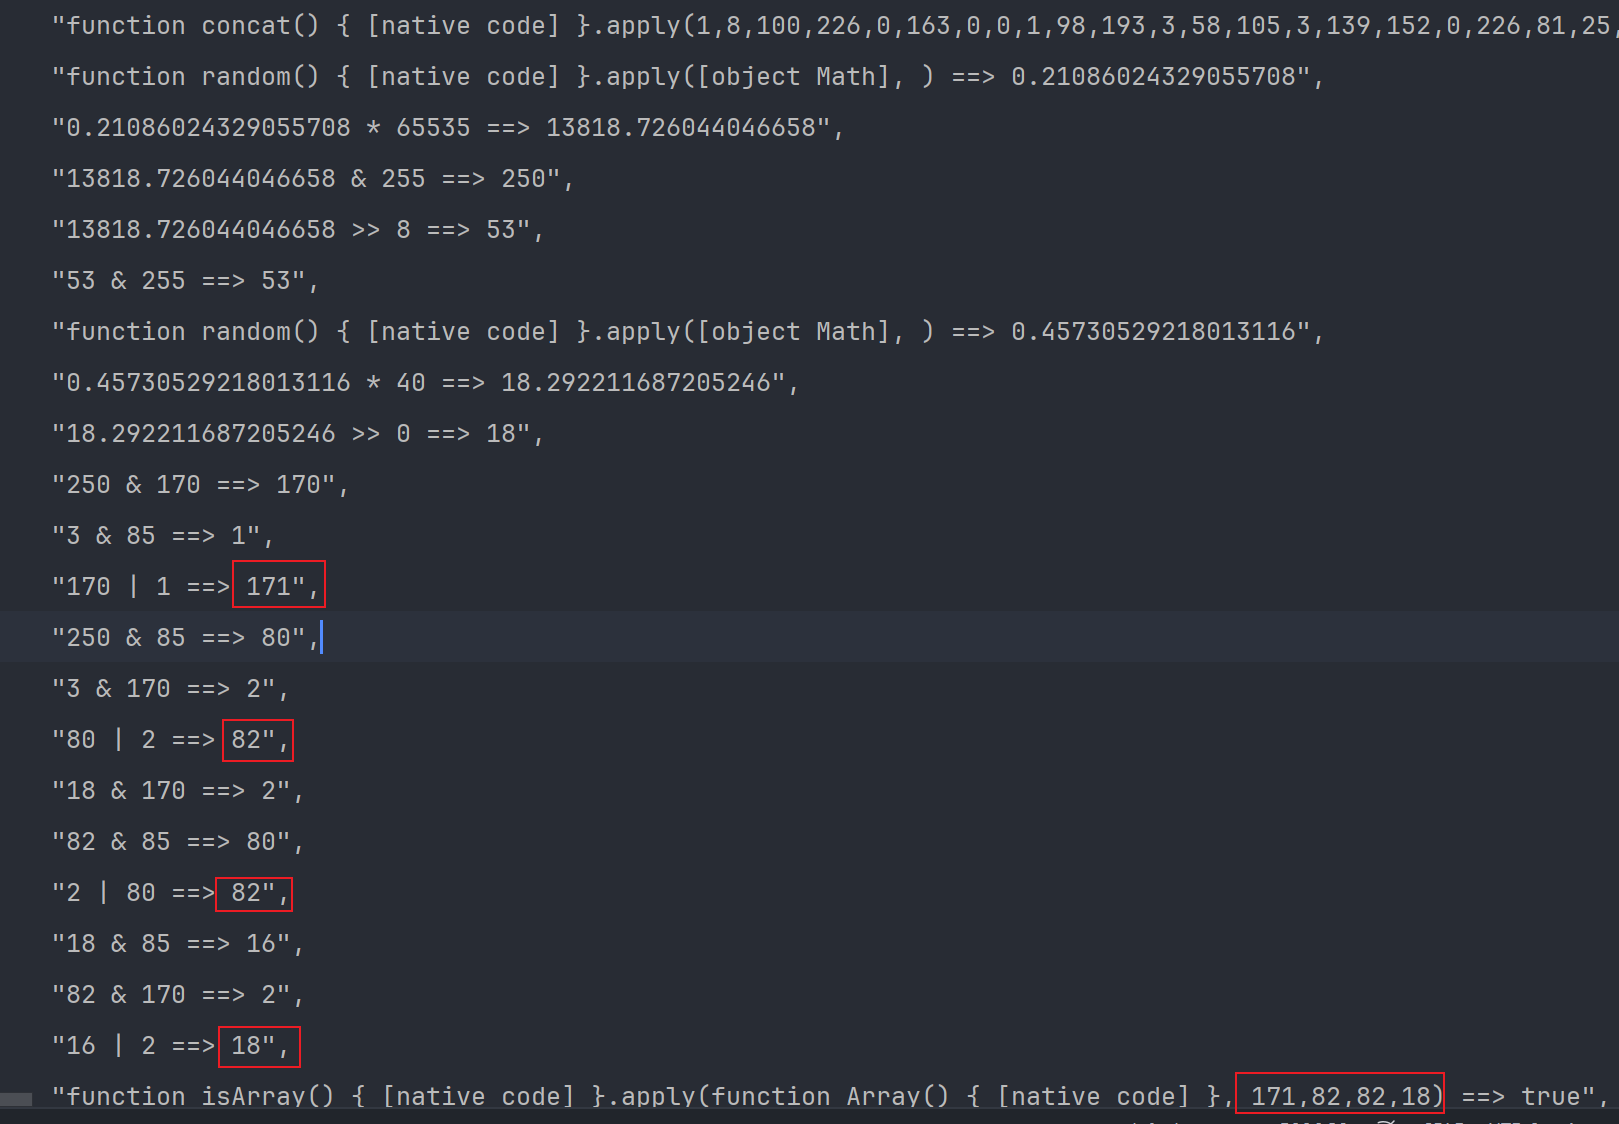 "function concat() { [native code] }.apply(1,8,100,226,0,163,0,0,1,98,193,3,58,105,3,139,152,0,226,81,25,
"function random() { [native code] }.apply([object Math], ) ==> 0.21086024329055708",
"0.21086024329055708 * 65535 ==> 13818.726044046658",
"13818.726044046658 & 255 ==> 250",
"13818.726044046658 >> 8 ==> 53",
"53 & 255 ==> 53",
"function random() { [native code] }.apply([object Math], ) ==> 0.45730529218013116",
"0.45730529218013116 * 40 ==> 18.292211687205246",
"18.292211687205246 >> 0 ==> 18",
"250 & 170 ==> 170",
"3 & 85 ==> 1",
"170 | 1 ==> 171",
"250 & 85 ==> 80",
"3 & 170 ==> 2",
"80 | 2 ==> 82",
"18 & 170 ==> 2",
"82 & 85 ==> 80",
"2 | 80 ==> 82",
"18 & 85 ==> 16",
"82 & 170 ==> 2",
"16 | 2 ==> 18",
"function isArray() { [native code] }.apply(function Array() { [native code] }, 171,82,82,18) ==> true",